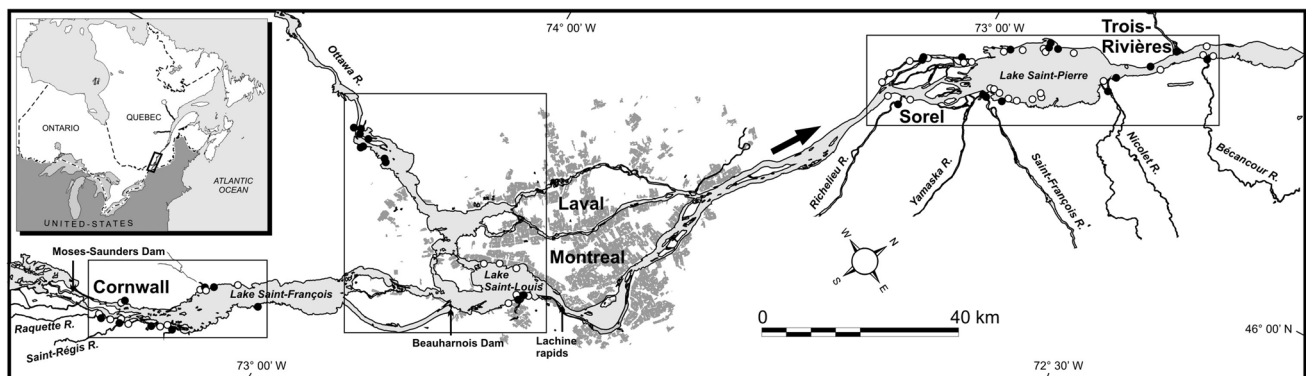 74° 00' W
73° 00' W
Trois-
Rivières
Ottawa R.
Lake Saint-Pierre
ONTARIO
QUEBEC
Sorel
ATLANTIC
OCEAN
UNITED-STATES
Richelieu R.
Yamaska R.
Saint-François R.
Nicolet R.
Bécancour R.
Laval
Montreal
W
N
S
E
Moses-Saunders Dam
Cornwall
Lake Saint-François
Lake
Saint-Louis
Raquette R.
Saint-Régis R.
Beauharnois Dam
Lachine
rapids
0
40 km
46° 00' N
73° 00' W
72° 30' W